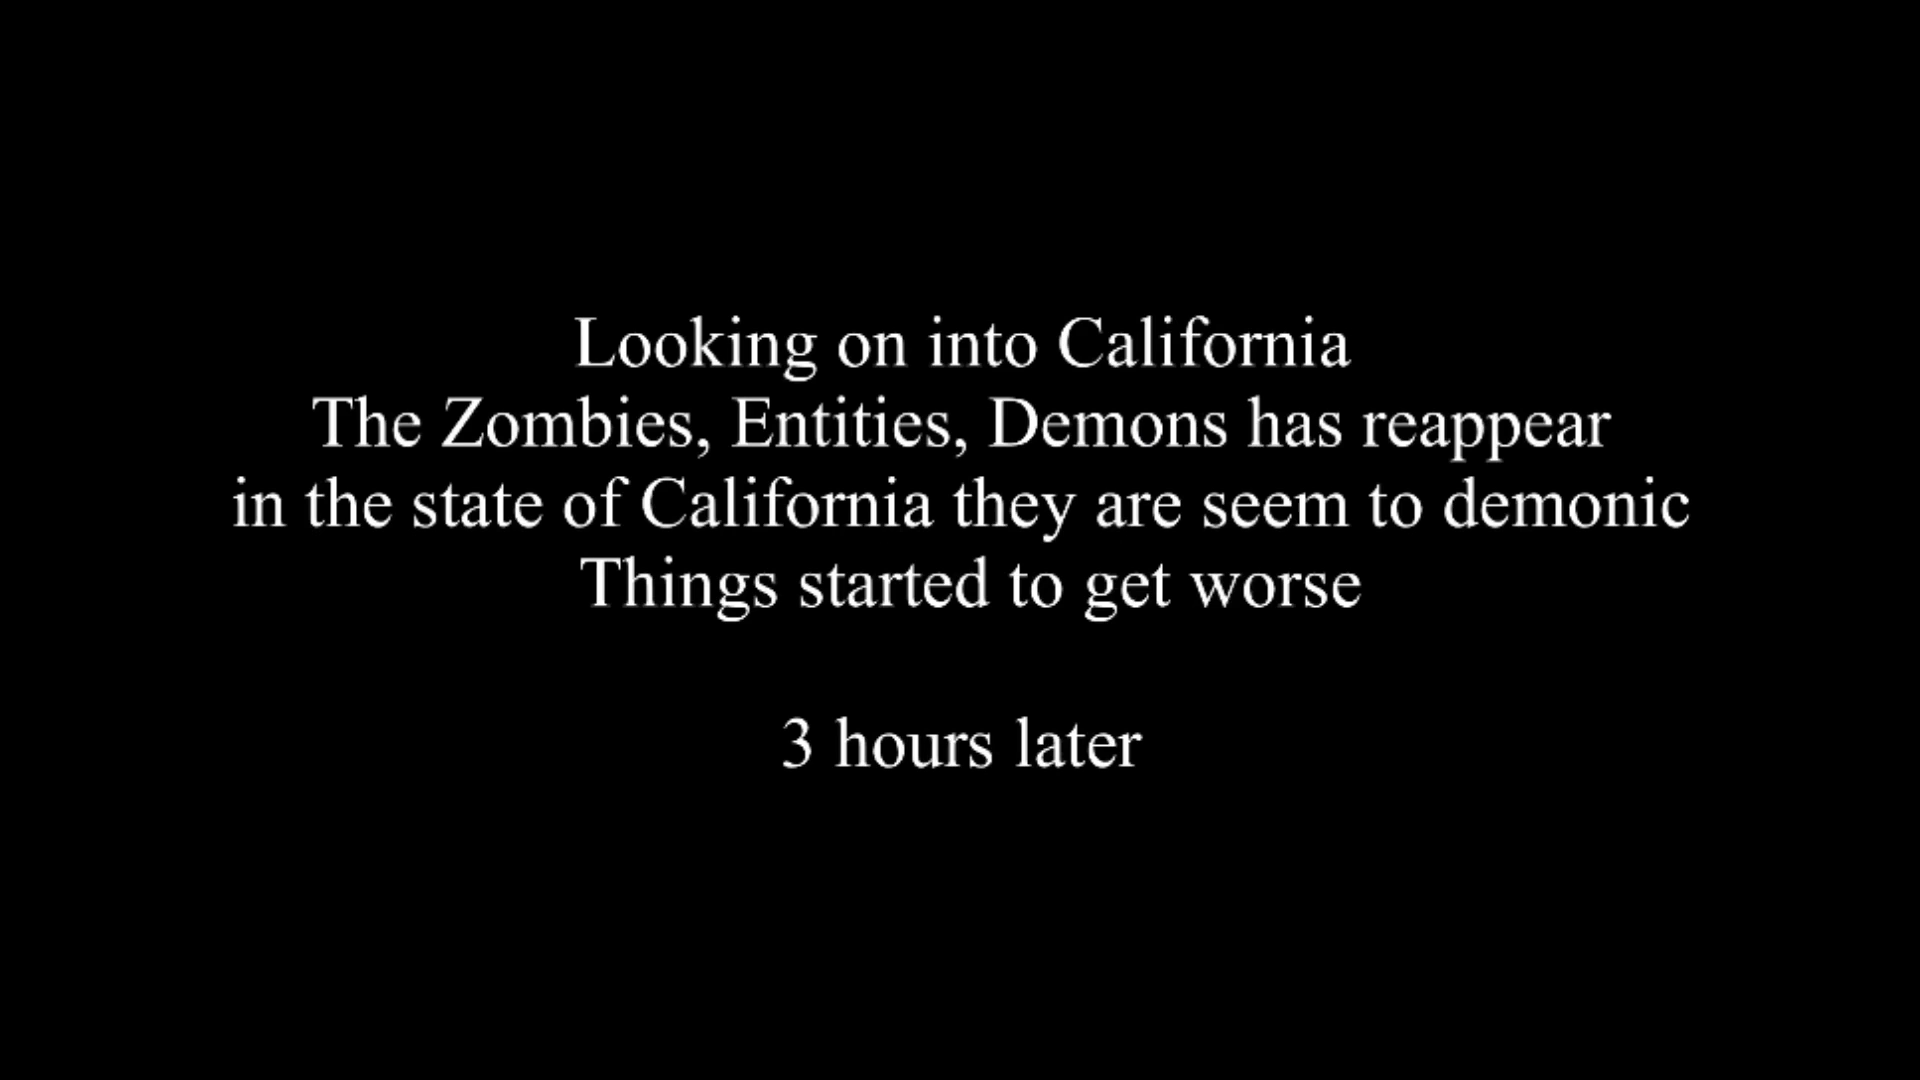 Looking on into California
The Zombies, Entities, Demons has reappear
in the state of California they are seem to demonic
Things started to get worse
3 hours later